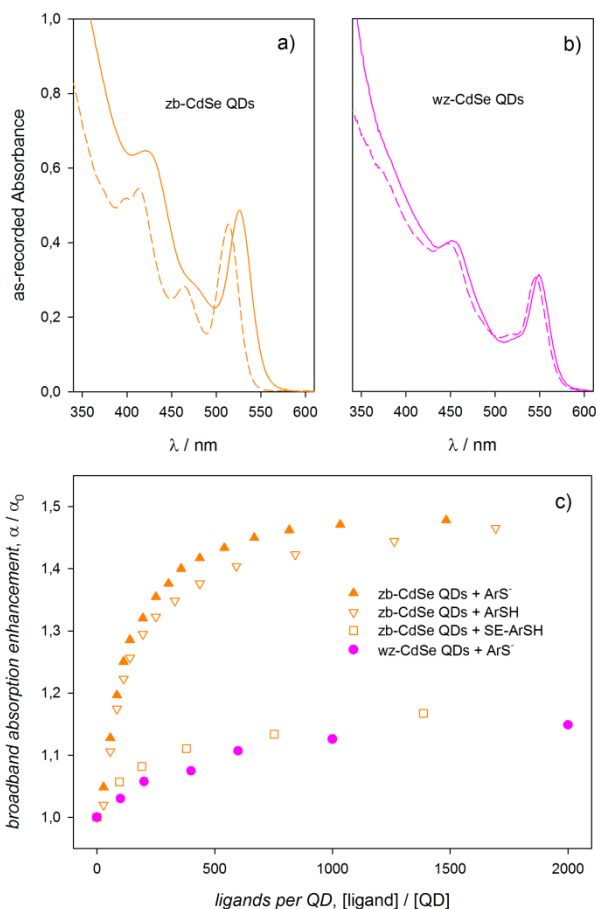 a)
zb-CdSe QDs
as-recorded Absorbance
1,0
0,8
0,6
0,4
0,2
0,0
350 400 450 500 550 600
λ / nm
b)
wz-CdSe QDs
350 400 450 500 550 600
λ / nm
c)
broadband absorption enhancement, α / α₀
1,5
1,4
1,3
1,2
1,1
1,0
zb-CdSe QDs + ArS⁻
zb-CdSe QDs + ArSH
zb-CdSe QDs + SE-ArSH
wz-CdSe QDs + ArS⁻
0 500 1000 1500 2000
ligands per QD, [ligand] / [QD]